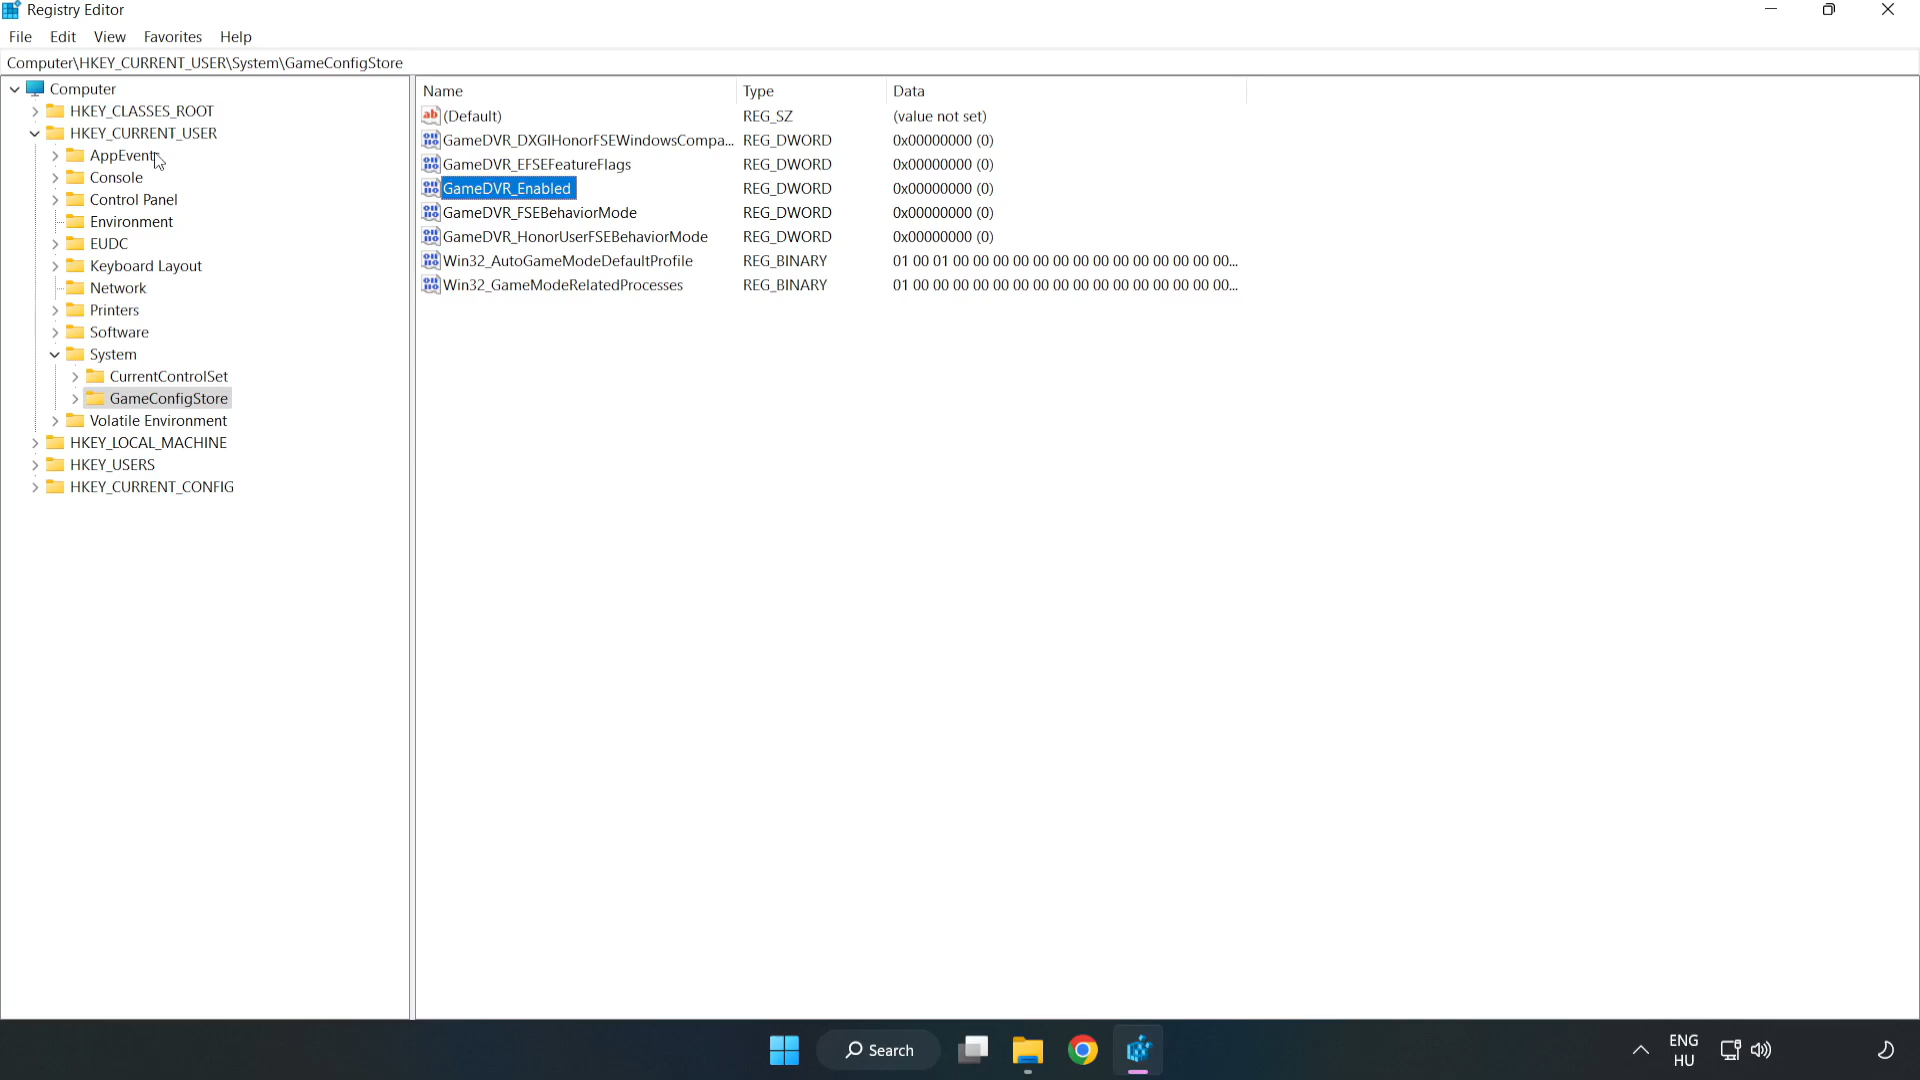 Registry Editor
File Edit View Favorites Help
Computer\HKEY_CURRENT_USER\System\GameConfigStore
Computer
HKEY_CLASSES_ROOT
HKEY_CURRENT_USER
AppEvents
Console
Control Panel
Environment
EUDC
Keyboard Layout
Network
Printers
Software
System
CurrentControlSet
GameConfigStore
Volatile Environment
HKEY_LOCAL_MACHINE
HKEY_USERS
HKEY_CURRENT_CONFIG
Name Type Data
(Default) REG_SZ (value not set)
GameDVR_DXGIHonorFSEWindowsCompa... REG_DWORD 0x00000000 (0)
GameDVR_EFSEFeatureFlags REG_DWORD 0x00000000 (0)
GameDVR_Enabled REG_DWORD 0x00000000 (0)
GameDVR_FSEBehaviorMode REG_DWORD 0x00000000 (0)
GameDVR_HonorUserFSEBehaviorMode REG_DWORD 0x00000000 (0)
Win32_AutoGameModeDefaultProfile REG_BINARY 01 00 01 00 00 00 00 00 00 00 00 00 00 00 00 00 00...
Win32_GameModeRelatedProcesses REG_BINARY 01 00 00 00 00 00 00 00 00 00 00 00 00 00 00 00 00...
Search
ENG
HU